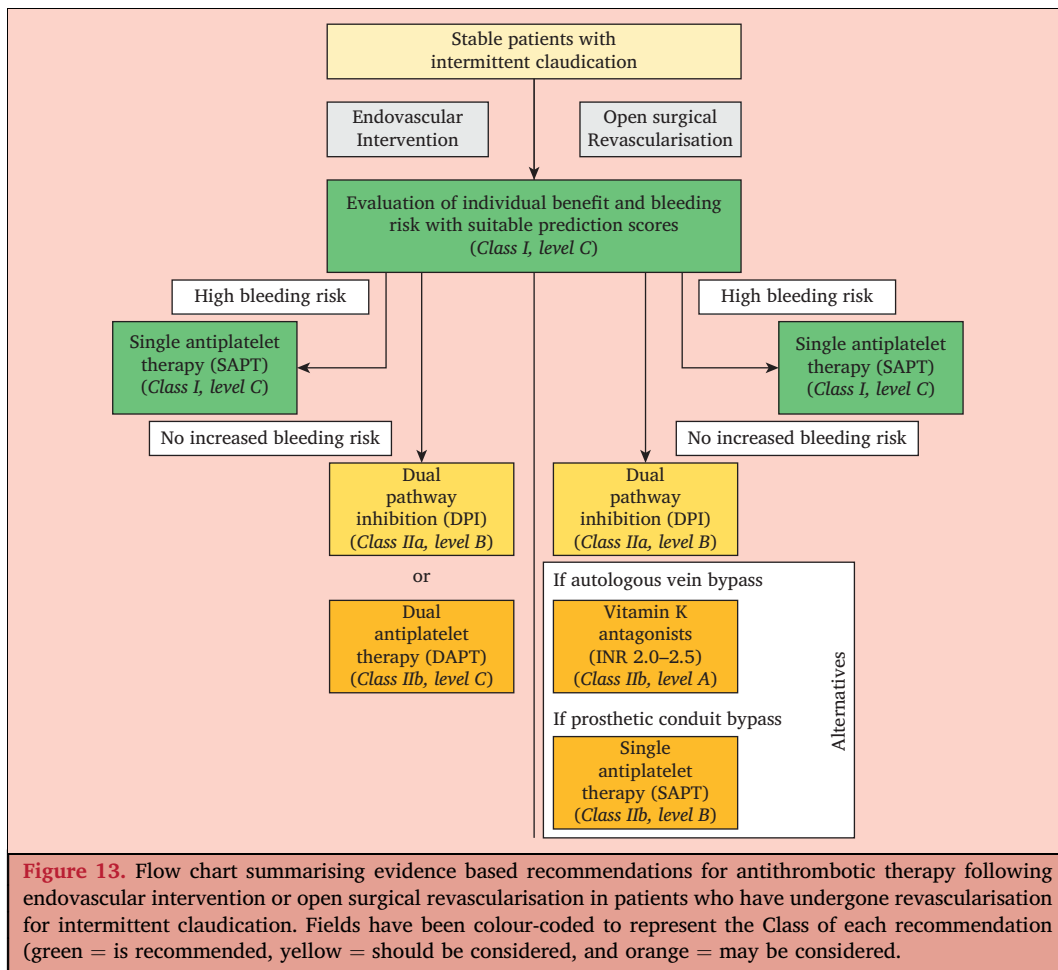 Stable patients with
intermittent claudication
Endovascular
Intervention
Open surgical
Revascularisation
Evaluation of individual benefit and bleeding
risk with suitable prediction scores
(Class I, level C)
High bleeding risk
High bleeding risk
Single antiplatelet
therapy (SAPT)
(Class I, level C)
Single antiplatelet
therapy (SAPT)
(Class I, level C)
No increased bleeding risk
No increased bleeding risk
Dual
pathway
inhibition (DPI)
(Class IIa, level B)
Dual
pathway
inhibition (DPI)
(Class IIa, level B)
or
Dual
antiplatelet
therapy (DAPT)
(Class IIb, level C)
If autologous vein bypass
Vitamin K
antagonists
(INR 2.0–2.5)
(Class IIb, level A)
If prosthetic conduit bypass
Single
antiplatelet
therapy (SAPT)
(Class IIb, level B)
Alternatives
Figure 13. Flow chart summarising evidence based recommendations for antithrombotic therapy following
endovascular intervention or open surgical revascularisation in patients who have undergone revascularisation
for intermittent claudication. Fields have been colour-coded to represent the Class of each recommendation
(green = is recommended, yellow = should be considered, and orange = may be considered.